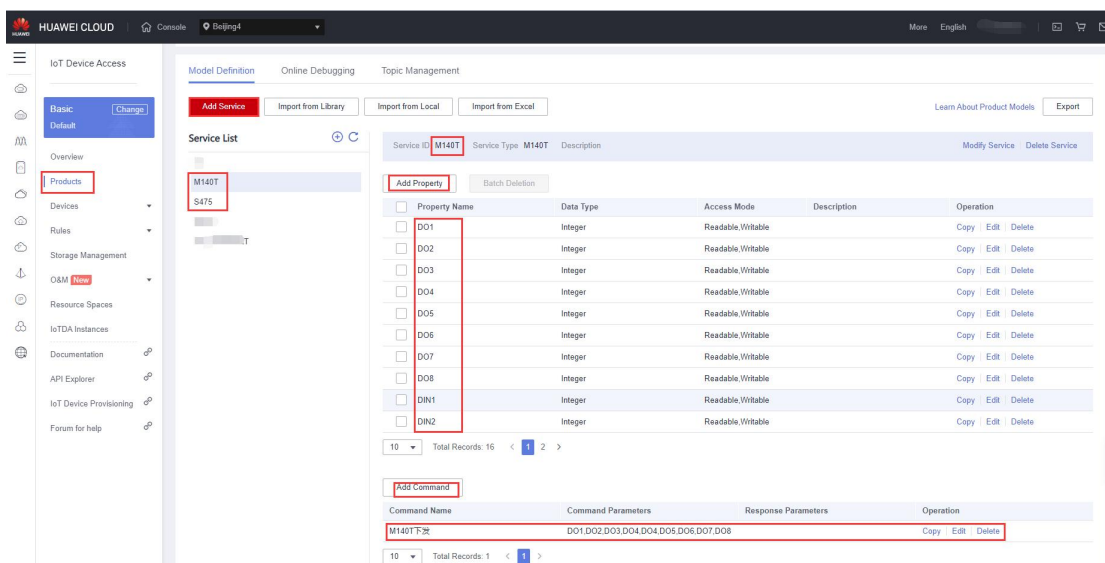 HUAWEI HUAWEI CLOUD Console Beijing4 More English
IoT Device Access
Model Definition Online Debugging Topic Management
Basic Change
Default
Add Service Import from Library Import from Local Import from Excel Learn About Product Models Export
Service List
Service ID M140T Service Type M140T Description Modify Service Delete Service
Overview
Products
Devices
Rules
Storage Management
O&M New
Resource Spaces
IoTDA Instances
Documentation
API Explorer
IoT Device Provisioning
Forum for help
M140T
S475
T
Add Property Batch Deletion
Property Name Data Type Access Mode Description Operation
DO1 Integer Readable,Writable Copy Edit Delete
DO2 Integer Readable,Writable Copy Edit Delete
DO3 Integer Readable,Writable Copy Edit Delete
DO4 Integer Readable,Writable Copy Edit Delete
DO5 Integer Readable,Writable Copy Edit Delete
DO6 Integer Readable,Writable Copy Edit Delete
DO7 Integer Readable,Writable Copy Edit Delete
DO8 Integer Readable,Writable Copy Edit Delete
DIN1 Integer Readable,Writable Copy Edit Delete
DIN2 Integer Readable,Writable Copy Edit Delete
10 Total Records: 16 < 1 2 >
Add Command
Command Name Command Parameters Response Parameters Operation
M140T下发 DO1,DO2,DO3,DO4,DO4,DO5,DO6,DO7,DO8 Copy Edit Delete
10 Total Records: 1 < 1 >